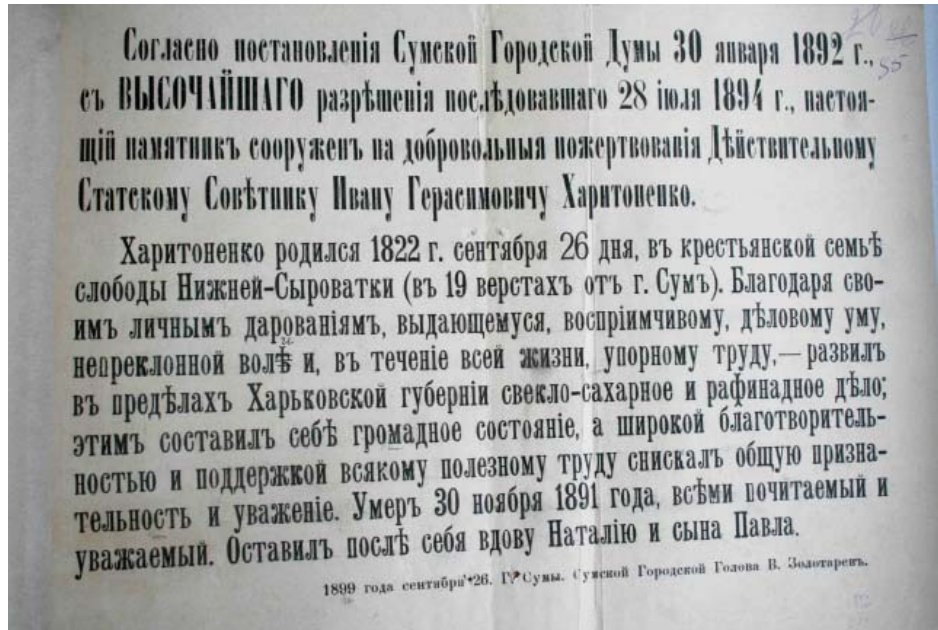 Согласно постановленія Сумской Городской Думы 30 января 1892 г.,
съ ВЫСОЧАЙШАГО разрѣшенія послѣдовавшаго 28 іюля 1894 г., настоя-
щій памятникъ сооруженъ на добровольныя пожертвованія Дѣйствительному
Статскому Совѣтнику Ивану Герасимовичу Харитоненко.
Харитоненко родился 1822 г. сентября 26 дня, въ крестьянской семьѣ
слободы Нижней-Сыроватки (въ 19 верстахъ отъ г. Сумъ). Благодаря сво-
имъ личнымъ дарованіямъ, выдающемуся, воспріимчивому, дѣловому уму,
непреклонной волѣ и, въ теченіе всей жизни, упорному труду,— развилъ
въ предѣлахъ Харьковской губерніи свекло-сахарное и рафинадное дѣло;
этимъ составилъ себѣ громадное состояніе, а широкой благотворитель-
ностью и поддержкой всякому полезному труду снискалъ общую призна-
тельность и уваженіе. Умеръ 30 ноября 1891 года, всѣми почитаемый и
уважаемый. Оставилъ послѣ себя вдову Наталію и сына Павла.
1899 года сентября 26. Г. Сумы. Сумской Городской Голова В. Золотаревъ.